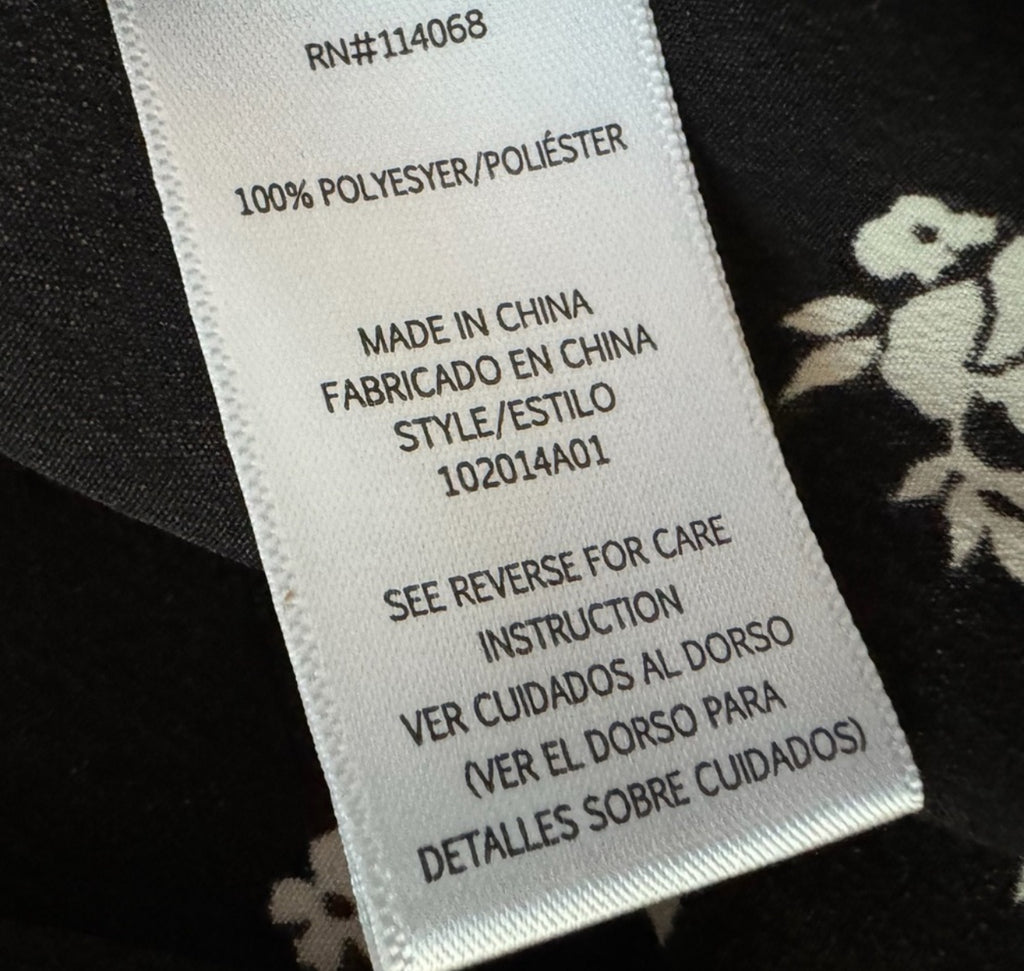 RN#114068
100% POLYESYER/POLIÉSTER
MADE IN CHINA
FABRICADO EN CHINA
STYLE/ESTILO
102014A01
SEE REVERSE FOR CARE
INSTRUCTION
VER CUIDADOS AL DORSO
(VER EL DORSO PARA
DETALLES SOBRE CUIDADOS)